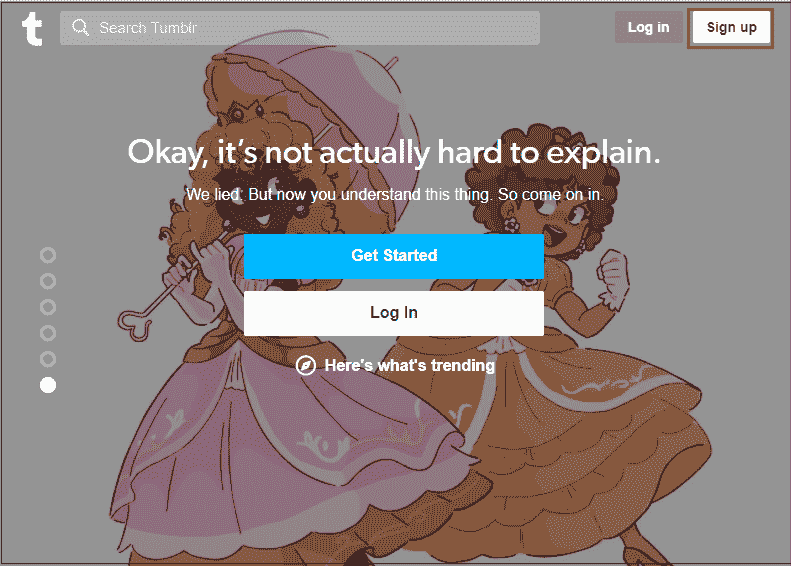 t
Search Tumblr
Log in
Sign up
Okay, it's not actually hard to explain.
We lied. But now you understand this thing. So come on in.
Get Started
Log In
Here's what's trending